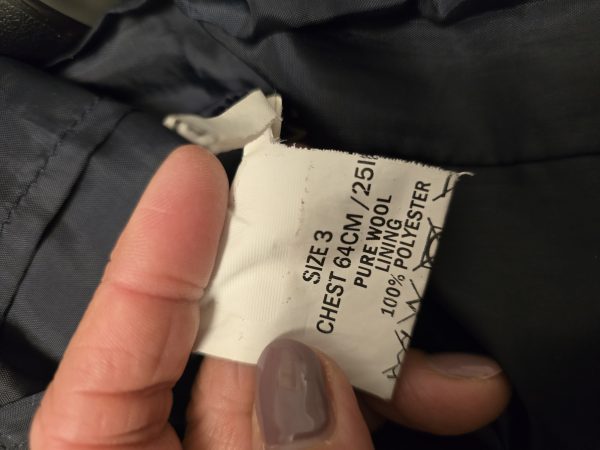 SIZE 3
CHEST 64CM /25I
PURE WOOL
LINING
100% POLYESTER